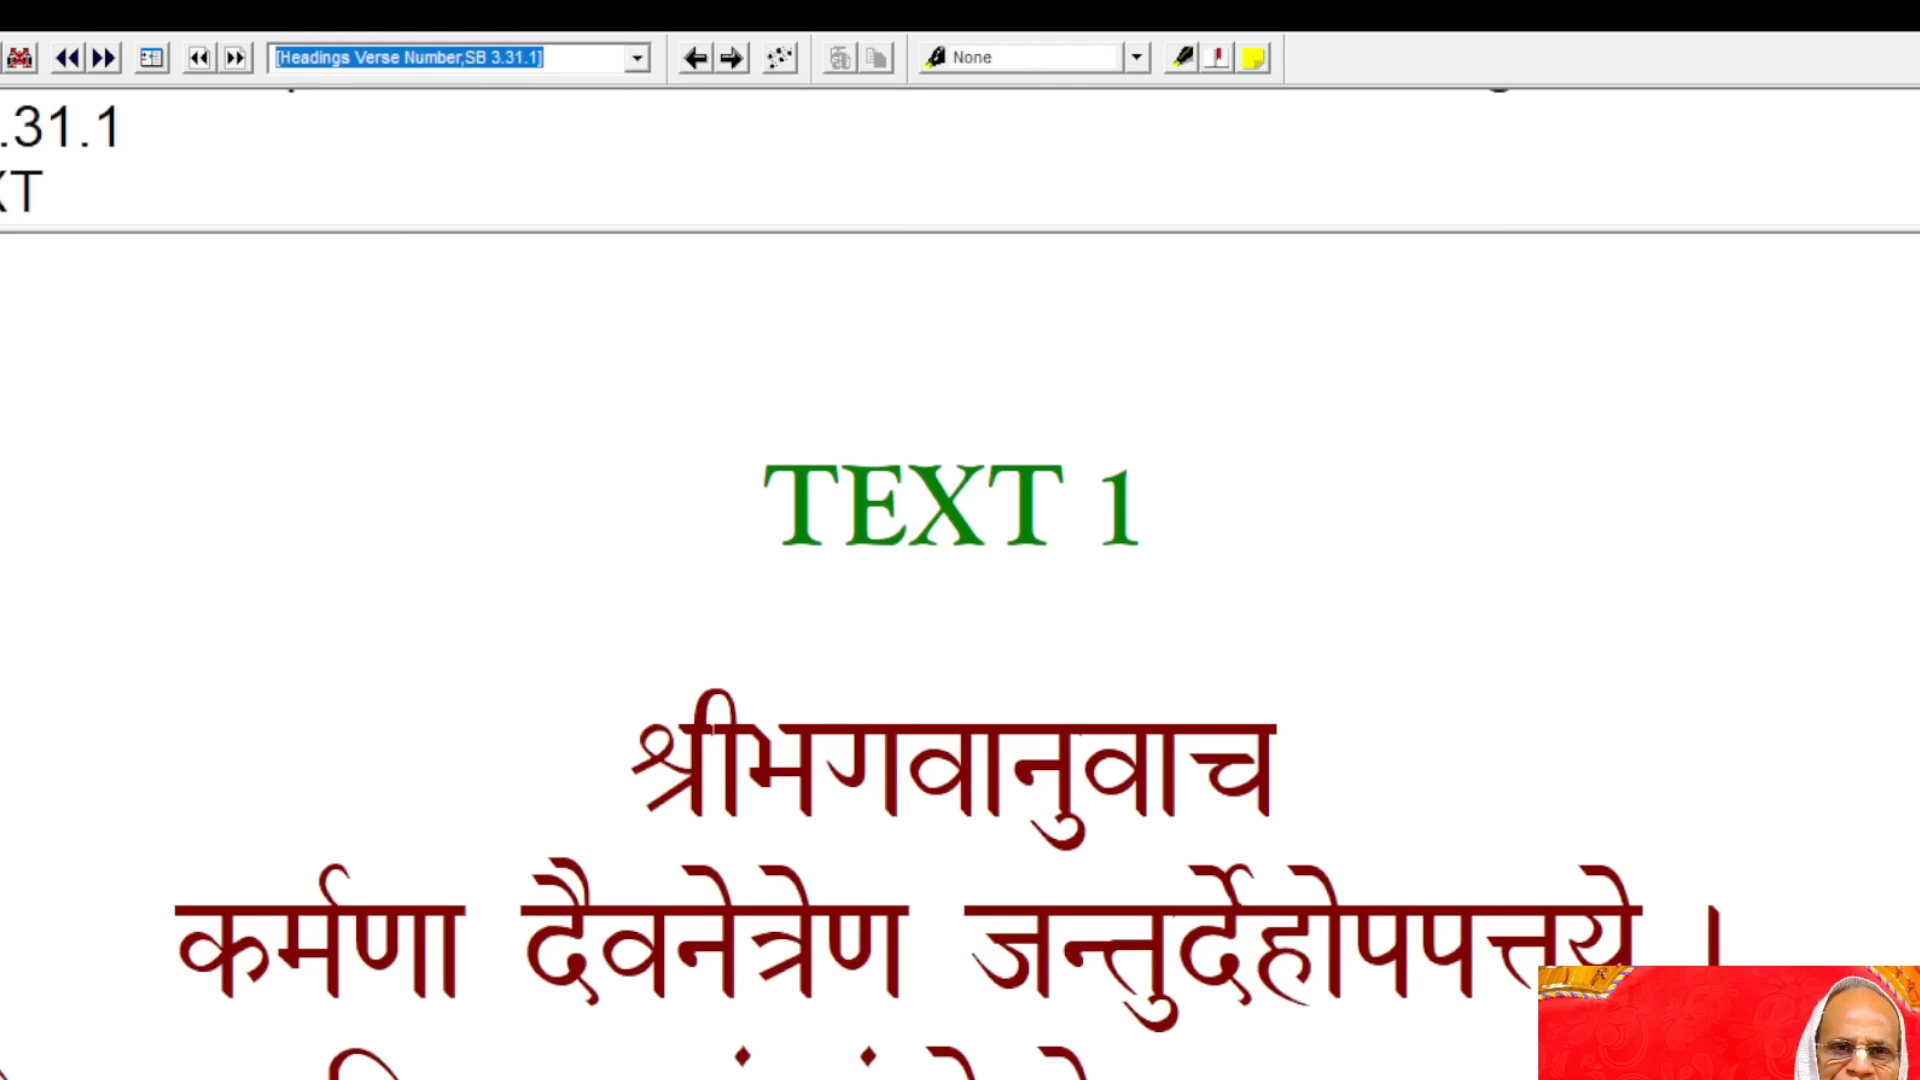 [Headings Verse Number,SB 3.31.1]
None
.31.1
XT
TEXT 1
श्रीभगवानुवाच
कर्मणा दैवनेत्रेण जन्तुर्देहोपपत्तये ।